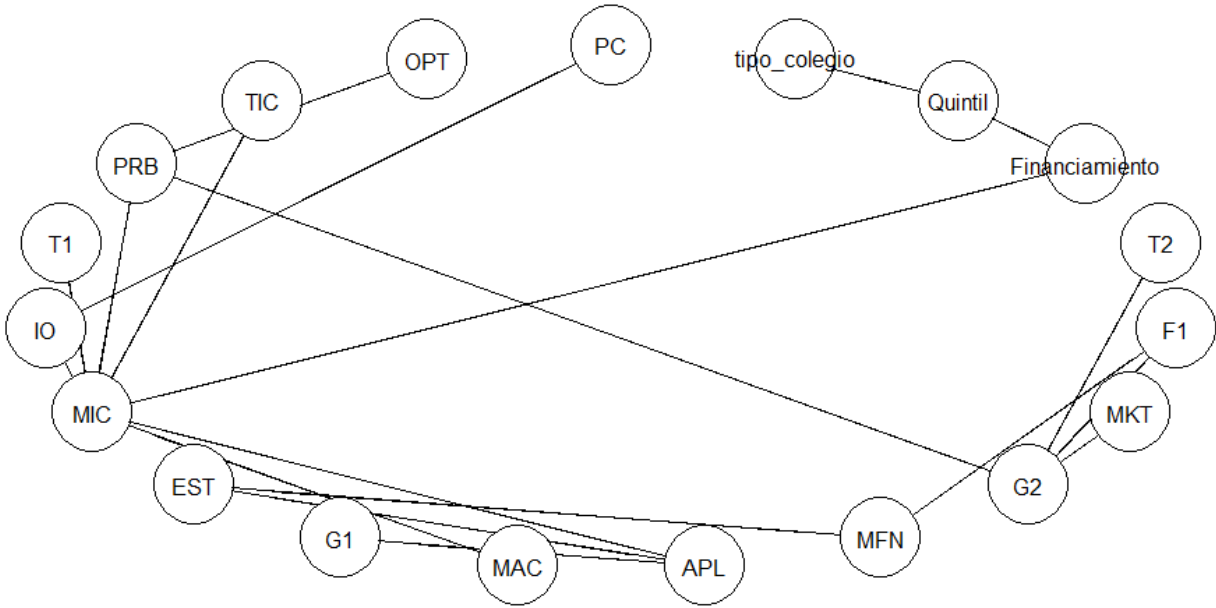 PC
OPT
tipo_colegio
TIC
Quintil
PRB
Financiamiento
T1
T2
IO
F1
MIC
MKT
EST
G2
G1
MFN
MAC
APL